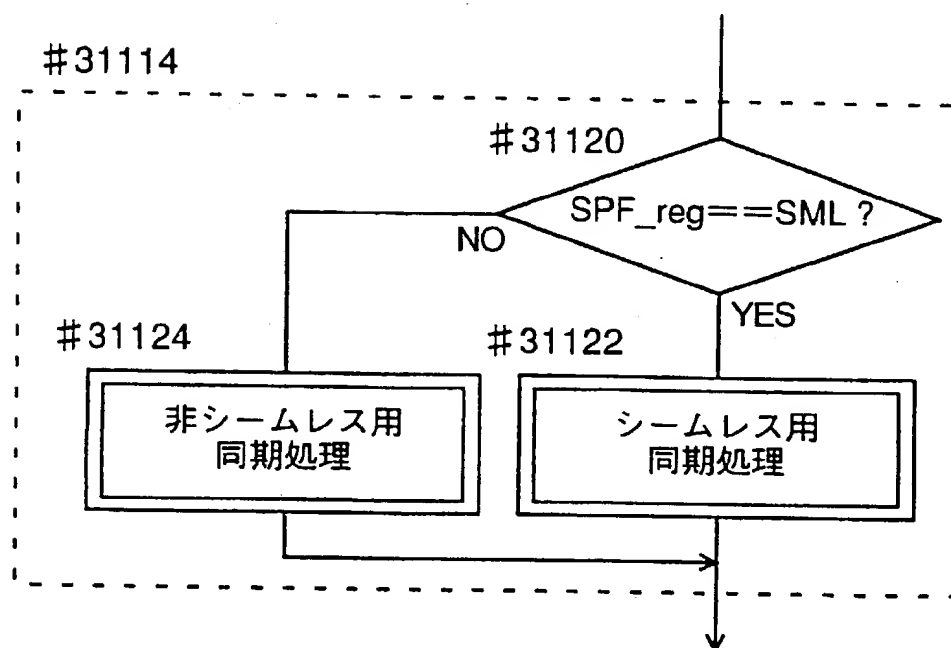 #31114
#31120
SPF_reg==SML ?
NO
YES
#31124
#31122
非シームレス用
同期処理
シームレス用
同期処理